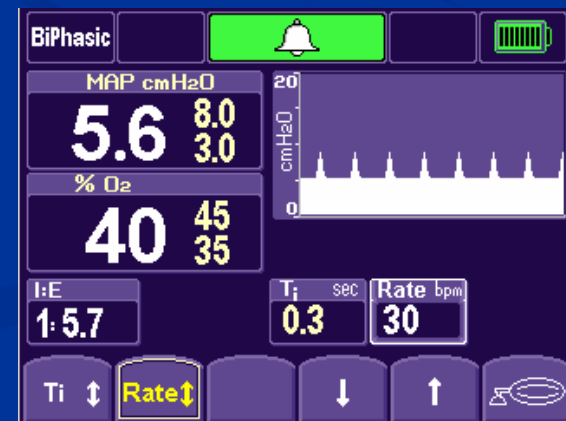 BiPhasic
MAP cmH2O
5.6
8.0
3.0
20
cmH2O
0
% O2
40
45
35
I:E
1:5.7
Ti sec
0.3
Rate bpm
30
Ti ↕
Rate↕
↓
↑